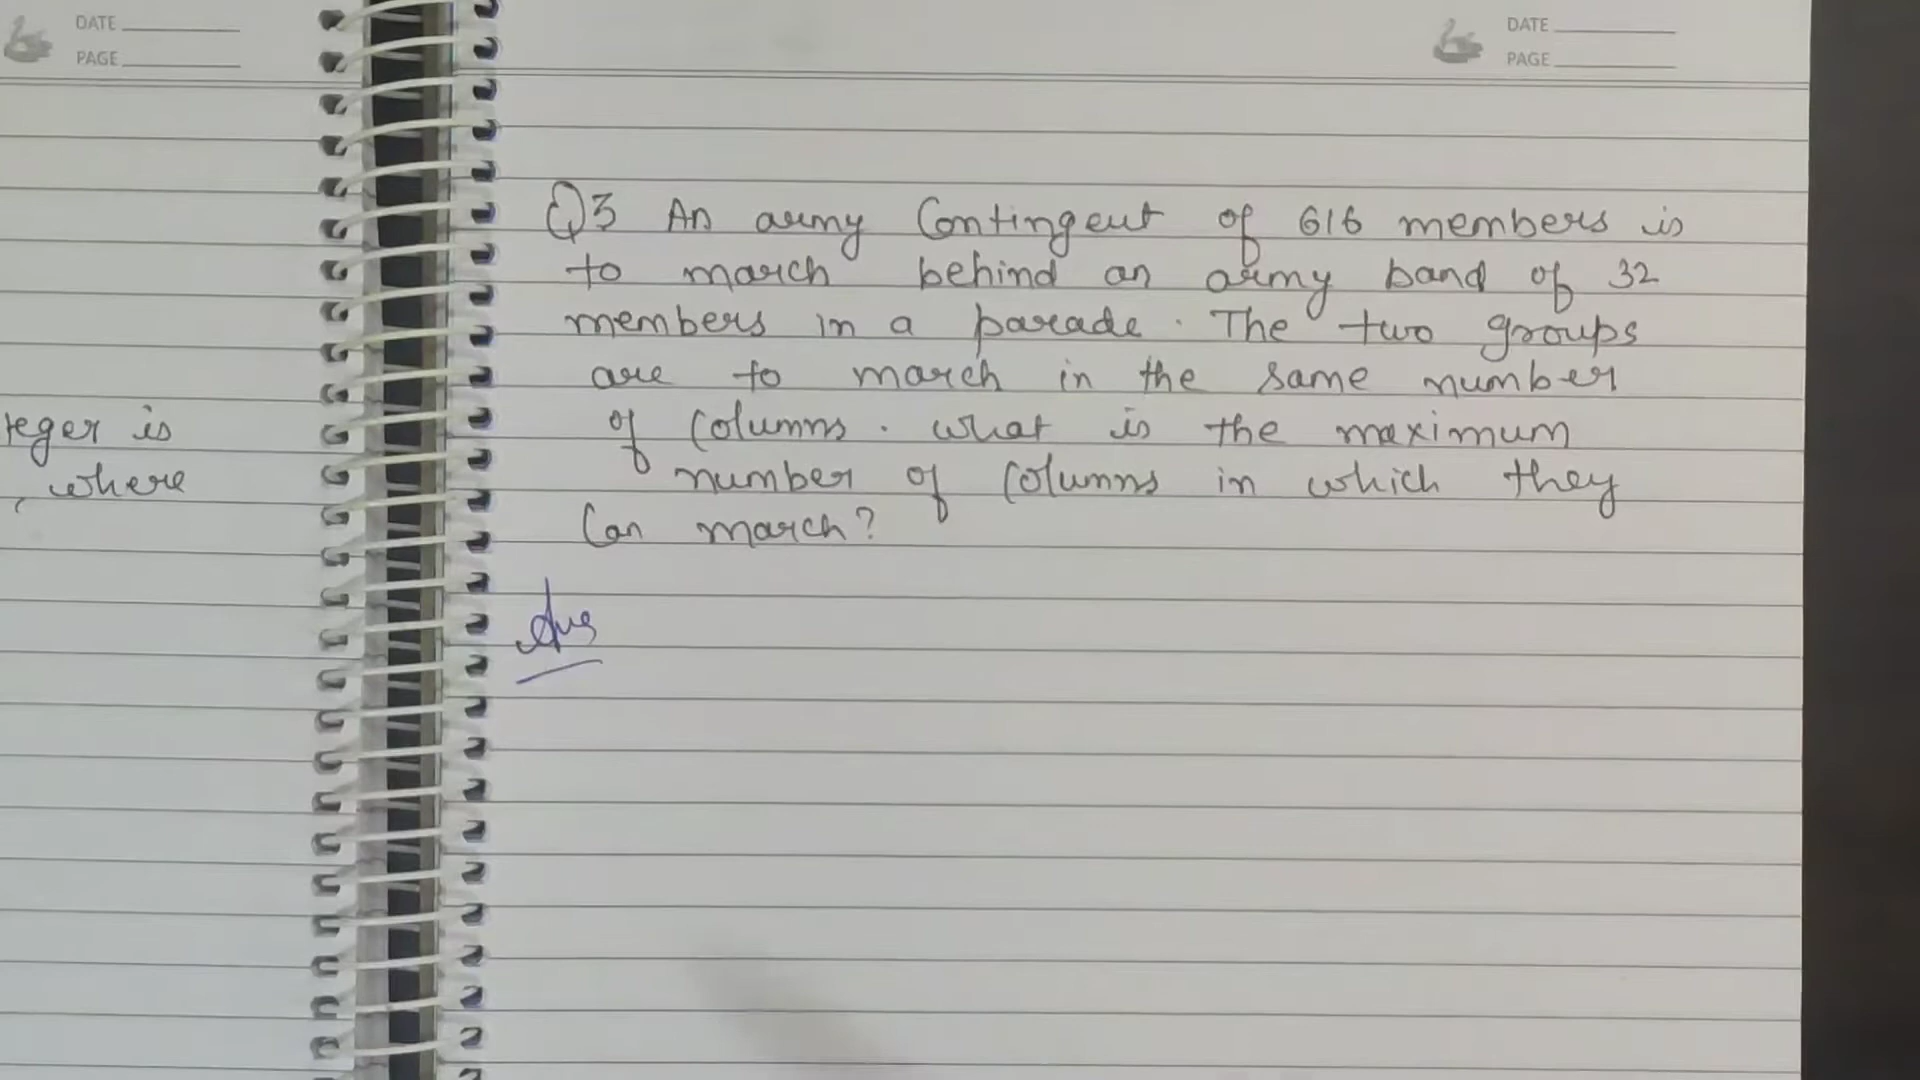 DATE
PAGE
teger is
, where
DATE
PAGE
Q3 An army Contingent of 616 members is
to march behind an army band of 32
members in a parade. The two groups
are to march in the same number
of Columns. what is the maximum
number of Columns in which they
Can march?
Ans